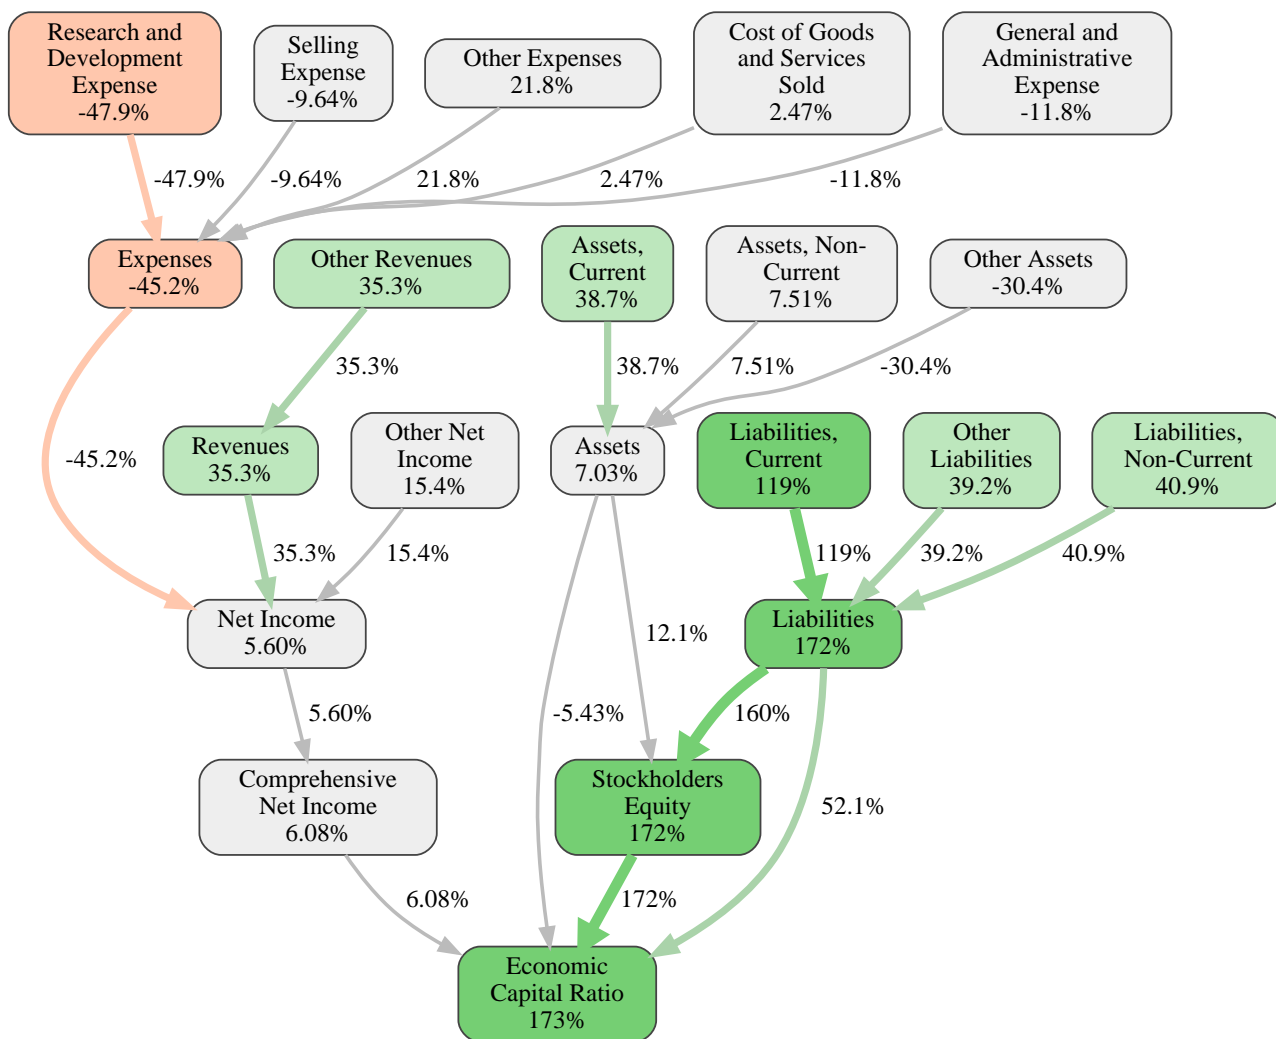 Research and
Development
Expense
-47.9%
Selling
Expense
-9.64%
Other Expenses
21.8%
Cost of Goods
and Services
Sold
2.47%
General and
Administrative
Expense
-11.8%
-47.9%
-9.64%
21.8%
2.47%
-11.8%
Expenses
-45.2%
Other Revenues
35.3%
Assets,
Current
38.7%
Assets, Non-
Current
7.51%
Other Assets
-30.4%
35.3%
38.7%
7.51%
-30.4%
-45.2%
Revenues
35.3%
Other Net
Income
15.4%
Assets
7.03%
Liabilities,
Current
119%
Other
Liabilities
39.2%
Liabilities,
Non-Current
40.9%
35.3%
15.4%
119%
39.2%
40.9%
Net Income
5.60%
12.1%
Liabilities
172%
5.60%
-5.43%
160%
Comprehensive
Net Income
6.08%
Stockholders
Equity
172%
52.1%
6.08%
172%
Economic
Capital Ratio
173%